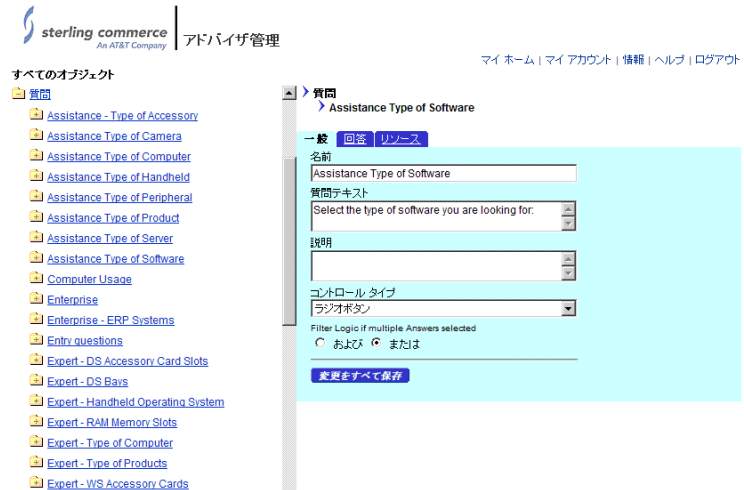 sterling commerce
An AT&T Company
アドバイザ管理
マイ ホーム | マイ アカウント | 情報 | ヘルプ | ログアウト
すべてのオブジェクト
質問
Assistance - Type of Accessory
Assistance Type of Camera
Assistance Type of Computer
Assistance Type of Handheld
Assistance Type of Peripheral
Assistance Type of Product
Assistance Type of Server
Assistance Type of Software
Computer Usage
Enterprise
Enterprise - ERP Systems
Entry questions
Expert - DS Accessory Card Slots
Expert - DS Bays
Expert - Handheld Operating System
Expert - RAM Memory Slots
Expert - Type of Computer
Expert - Type of Products
Expert - WS Accessory Cards
質問
Assistance Type of Software
一般 回答 リソース
名前
Assistance Type of Software
質問テキスト
Select the type of software you are looking for:
説明
コントロール タイプ
ラジオボタン
Filter Logic if multiple Answers selected
および または
変更をすべて保存